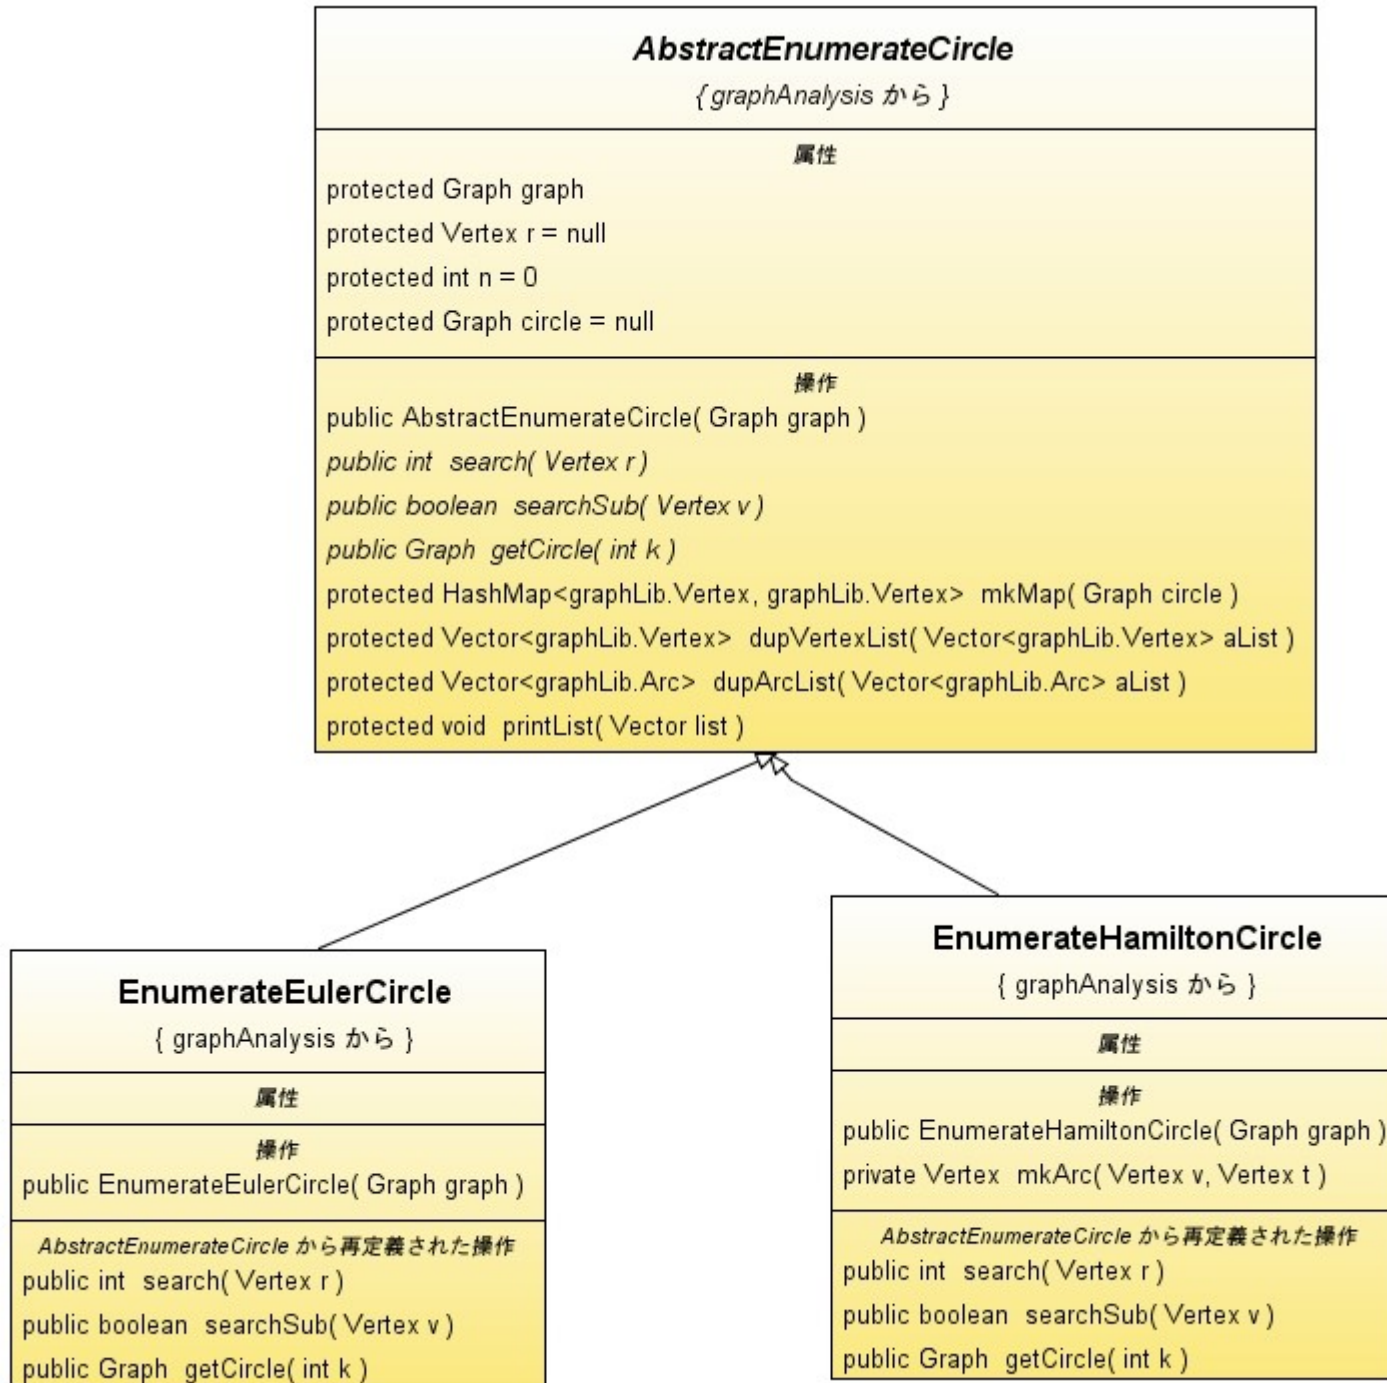 AbstractEnumerateCircle
{ graphAnalysis から }
属性
protected Graph graph
protected Vertex r = null
protected int n = 0
protected Graph circle = null
操作
public AbstractEnumerateCircle( Graph graph )
public int search( Vertex r )
public boolean searchSub( Vertex v )
public Graph getCircle( int k )
protected HashMap<graphLib.Vertex, graphLib.Vertex> mkMap( Graph circle )
protected Vector<graphLib.Vertex> dupVertexList( Vector<graphLib.Vertex> aList )
protected Vector<graphLib.Arc> dupArcList( Vector<graphLib.Arc> aList )
protected void printList( Vector list )
EnumerateEulerCircle
{ graphAnalysis から }
属性
操作
public EnumerateEulerCircle( Graph graph )
AbstractEnumerateCircle から再定義された操作
public int search( Vertex r )
public boolean searchSub( Vertex v )
public Graph getCircle( int k )
EnumerateHamiltonCircle
{ graphAnalysis から }
属性
操作
public EnumerateHamiltonCircle( Graph graph )
private Vertex mkArc( Vertex v, Vertex t )
AbstractEnumerateCircle から再定義された操作
public int search( Vertex r )
public boolean searchSub( Vertex v )
public Graph getCircle( int k )